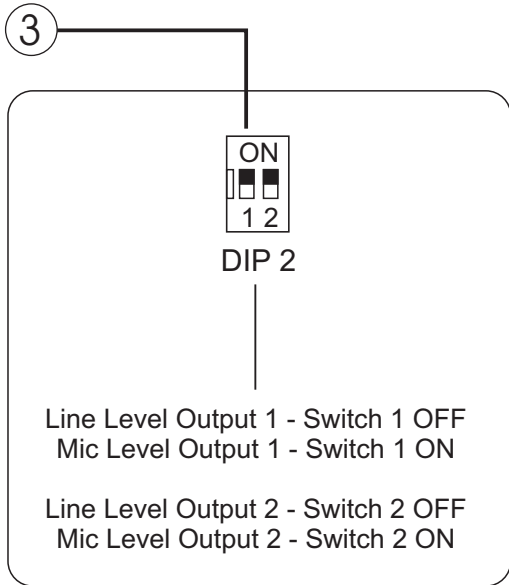 3
ON
1 2
DIP 2
Line Level Output 1 - Switch 1 OFF
Mic Level Output 1 - Switch 1 ON
Line Level Output 2 - Switch 2 OFF
Mic Level Output 2 - Switch 2 ON